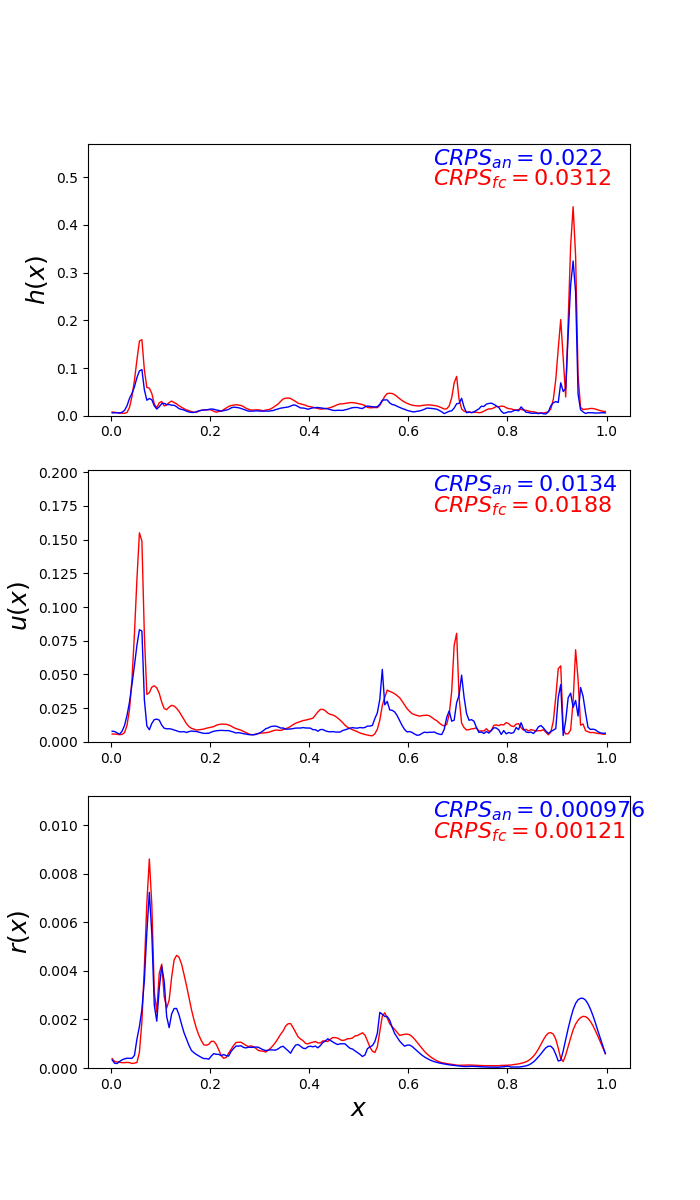 CRPS_an = 0.022
CRPS_fc = 0.0312
h(x)
0.5
0.4
0.3
0.2
0.1
0.0
0.0 0.2 0.4 0.6 0.8 1.0
CRPS_an = 0.0134
CRPS_fc = 0.0188
u(x)
0.200
0.175
0.150
0.125
0.100
0.075
0.050
0.025
0.000
0.0 0.2 0.4 0.6 0.8 1.0
CRPS_an = 0.000976
CRPS_fc = 0.00121
r(x)
0.010
0.008
0.006
0.004
0.002
0.000
0.0 0.2 0.4 0.6 0.8 1.0
x